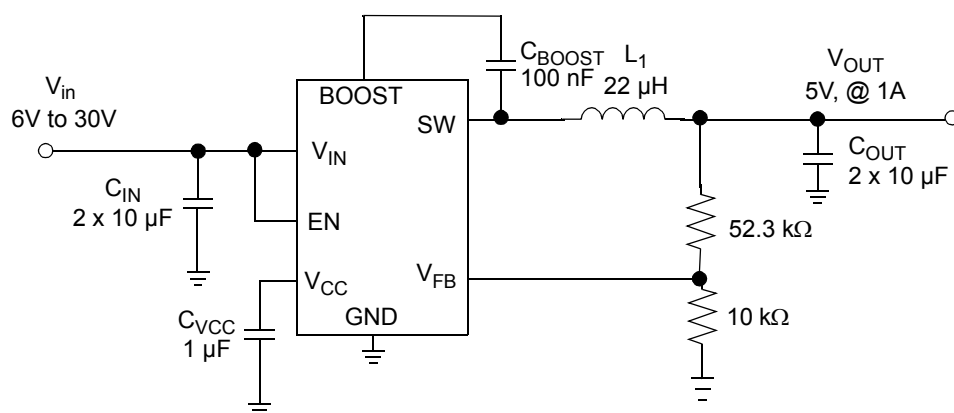 C_BOOST
100 nF
L_1
22 µH
V_OUT
5V, @ 1A
V_in
6V to 30V
BOOST
SW
V_IN
C_IN
2 x 10 µF
EN
C_OUT
2 x 10 µF
52.3 kΩ
V_CC
V_FB
GND
C_VCC
1 µF
10 kΩ